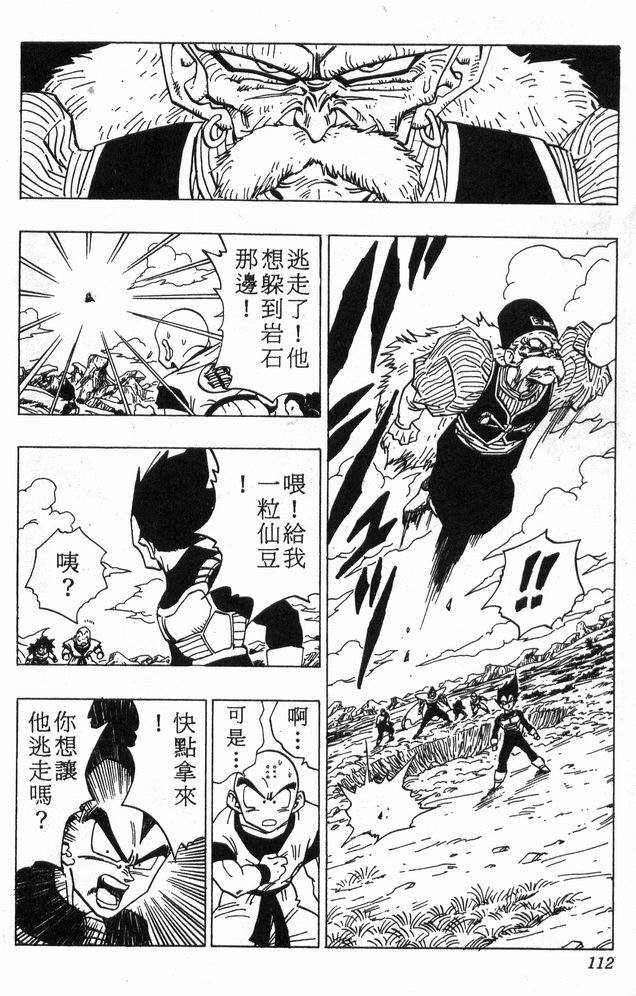 !!
逃走了！他
想躲到岩石
那邊！
喂！給我
一粒仙豆
！
咦？
啊…
可是…
快點拿來
！
你想讓
他逃走嗎？
112